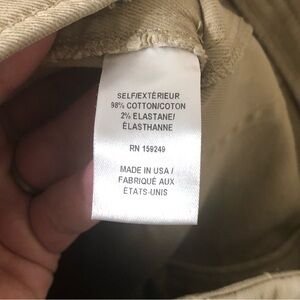 SELF/EXTÉRIEUR
98% COTTON/COTON
2% ELASTANE/
ÉLASTHANNE
RN 159249
MADE IN USA /
FABRIQUÉ AUX
ÉTATS-UNIS